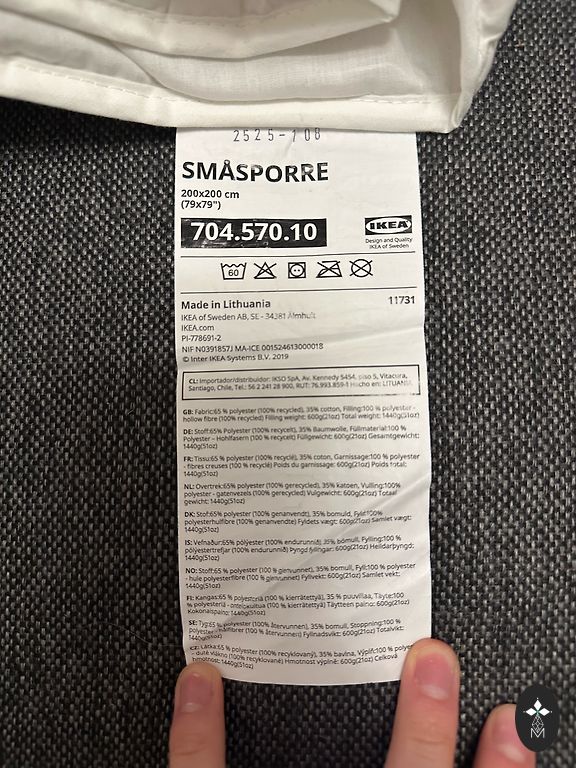 2525-108
SMÅSPORRE
200x200 cm
(79x79")
704.570.10
IKEA
Design and Quality
IKEA of Sweden
60
Made in Lithuania
11731
IKEA of Sweden AB, SE - 34381 Älmhult
IKEA.com
PI-778691-2
NIF N0391857J MA-ICE 001524613000018
© Inter IKEA Systems B.V. 2019
CL: Importador/distribuidor: IKSO SpA, Av. Kennedy 5454, piso 5, Vitacura,
Santiago, Chile, Tel.: 56 2 241 28 900, RUT: 76.993.859-1 Hecho en: LITUANIA
GB: Fabric:65 % polyester (100% recycled), 35% cotton, Filling:100 % polyester -
hollow fibre (100% recycled) Filling weight: 600g(21oz) Total weight: 1440g(51oz)
DE: Stoff:65% Polyester (100% recycelt), 35% Baumwolle, Füllmaterial:100 %
Polyester – Hohlfasern (100% recycelt) Füllgewicht: 600g(21oz) Gesamtgewicht:
1440g(51oz)
FR: Tissu:65 % polyester (100% recyclé), 35% coton, Garnissage:100 % polyester
- fibres creuses (100 % recyclé) Poids du garnissage: 600g(21oz) Poids total:
1440g(51oz)
NL: Overtrek:65 % polyester (100% gerecycled), 35% katoen, Vulling:100%
polyester - gatenvezels (100% gerecycled) Vulgewicht: 600g(21oz) Totaal
gewicht: 1440g(51oz)
DK: Stof:65 % polyester (100% genanvendt), 35% bomuld, Fyld:100%
polyesterhulfibre (100% genanvendte) Fyldets vægt: 600g(21oz) Samlet vægt:
1440g(51oz)
IS: Vefnaður:65% pólýester (100% endurunnið), 35% bómull, Fylling:100 %
pólýestertrefjar (100% endurunnið) Þyngd fyllingar: 600g(21oz) Heildarþyngd:
1440g(51oz)
NO: Stoff:65 % polyester (100 % gjenvunnet), 35% bomull, Fyll:100 % polyester
- hule polyesterfibre (100 % gjenvunnet) Fyllvekt: 600g(21oz) Samlet vekt:
1440g(51oz)
FI: Kangas:65 % polyesteriä (100 % kierrätettyä), 35 % puuvillaa, Täyte:100
% polyesteriä - onteloкuitua (100 % kierrätettyä) Täytteen paino: 600g(21oz)
Kokonaispaino: 1440g(51oz)
SE: Tyg:65 % polyester (100% återvunnen), 35% bomull, Stoppning:100 %
polyester-hålfibrer (100 % återvunnen) Fyllnadsvikt: 600g(21oz) Totalvikt:
1440g(51oz)
CZ: Látka:65 % polyester (100% recyklovaný), 35% bavlna, Výplň:100% polyester
- duté vlákno (100% recyklované) Hmotnost výplně: 600g(21oz) Celková
hmotnost: 1440g(51oz)
M